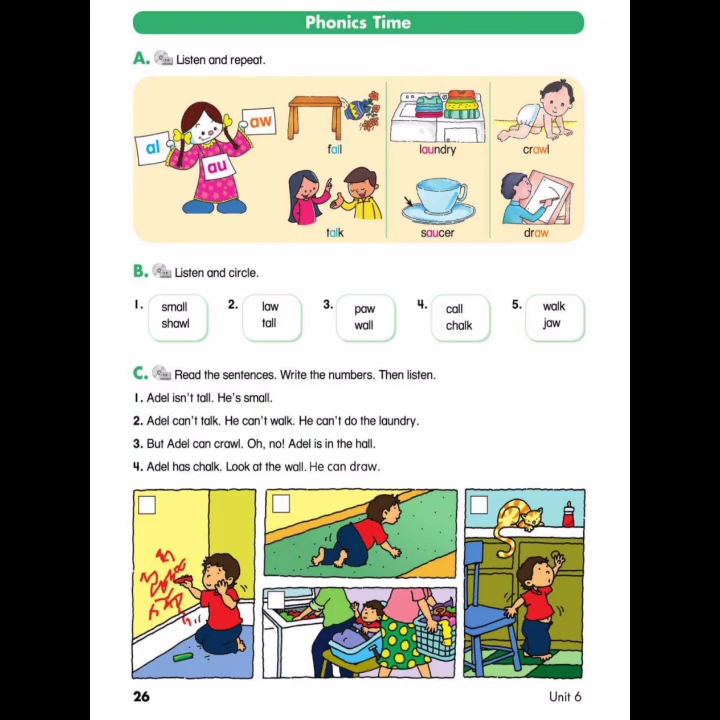 Phonics Time
A. Listen and repeat.
al
aw
au
fall
laundry
crawl
talk
saucer
draw
B. Listen and circle.
1. small
shawl
2. law
tall
3. paw
wall
4. call
chalk
5. walk
jaw
C. Read the sentences. Write the numbers. Then listen.
1. Adel isn't tall. He's small.
2. Adel can't talk. He can't walk. He can't do the laundry.
3. But Adel can crawl. Oh, no! Adel is in the hall.
4. Adel has chalk. Look at the wall. He can draw.
26
Unit 6